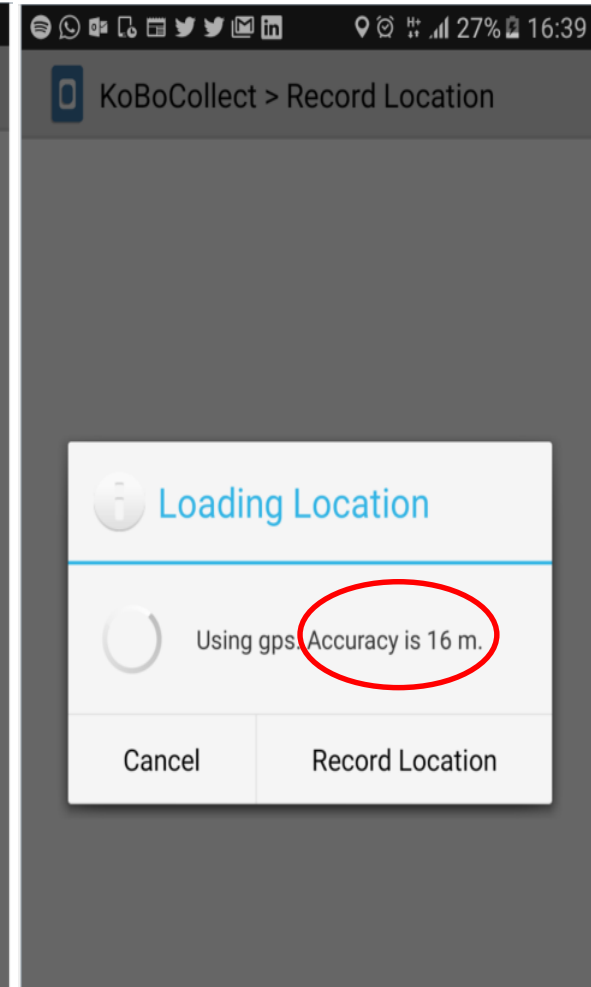 H+ 27% 16:39
KoBoCollect > Record Location
Loading Location
Using gps. Accuracy is 16 m.
Cancel Record Location